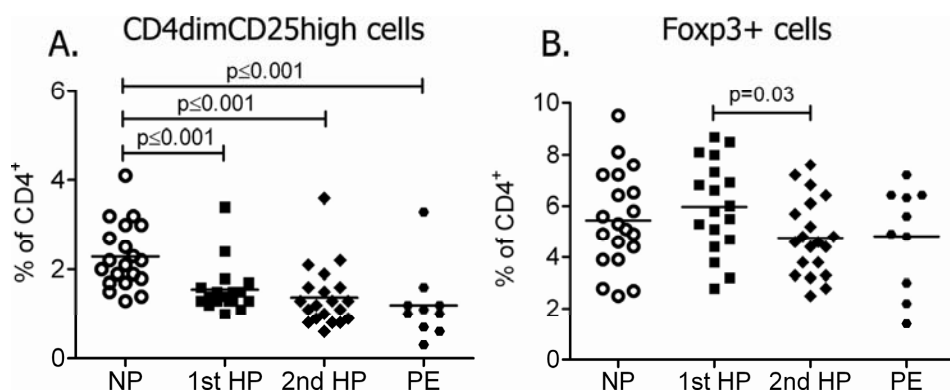 A. CD4dimCD25high cells
p≤0.001
p≤0.001
p≤0.001
% of CD4+
6
4
2
0
NP 1st HP 2nd HP PE
B. Foxp3+ cells
p=0.03
% of CD4+
10
8
6
4
2
0
NP 1st HP 2nd HP PE